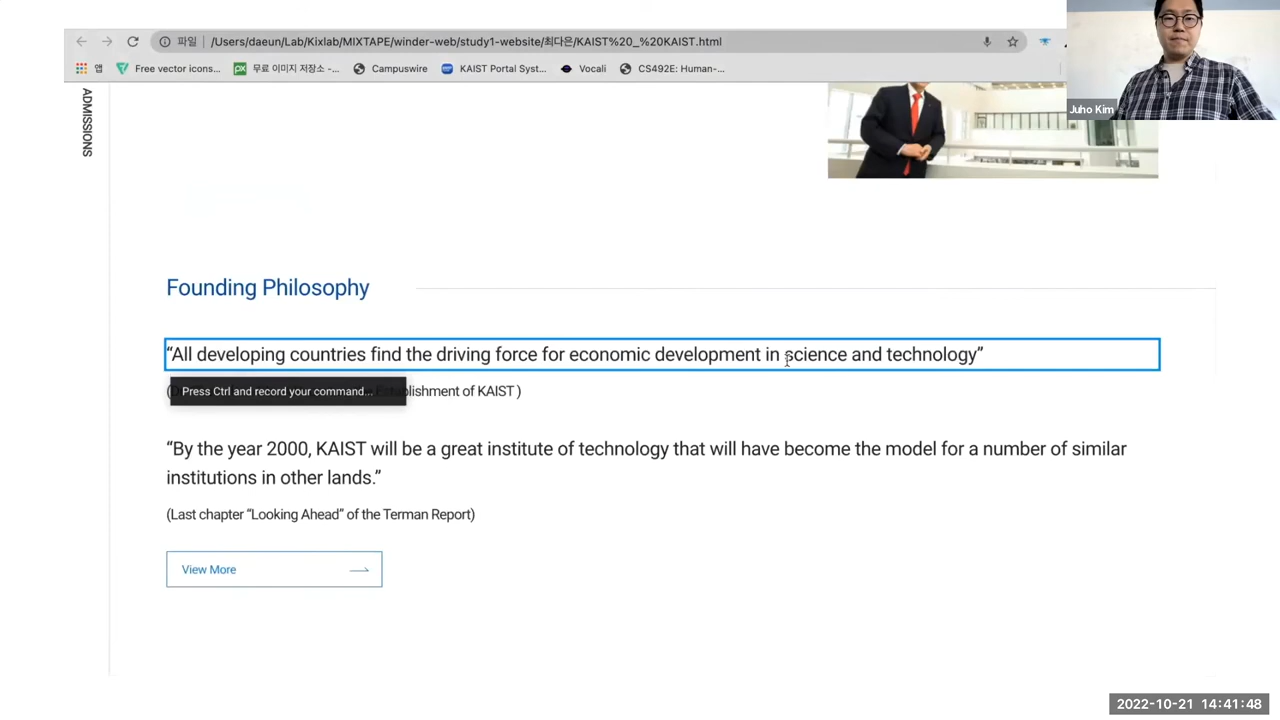 파일 /Users/daeun/Lab/Kixlab/MIXTAPE/winder-web/study1-website/최다은/KAIST%20_%20KAIST.html
앱 Free vector icons... px 무료 이미지 저장소 -... Campuswire KAIST Portal Syst... Vocali CS492E: Human-...
Juho Kim
ADMISSIONS
Founding Philosophy
“All developing countries find the driving force for economic development in science and technology”
Press Ctrl and record your command...
Establishment of KAIST )
“By the year 2000, KAIST will be a great institute of technology that will have become the model for a number of similar
institutions in other lands.”
(Last chapter “Looking Ahead” of the Terman Report)
View More
2022-10-21 14:41:48